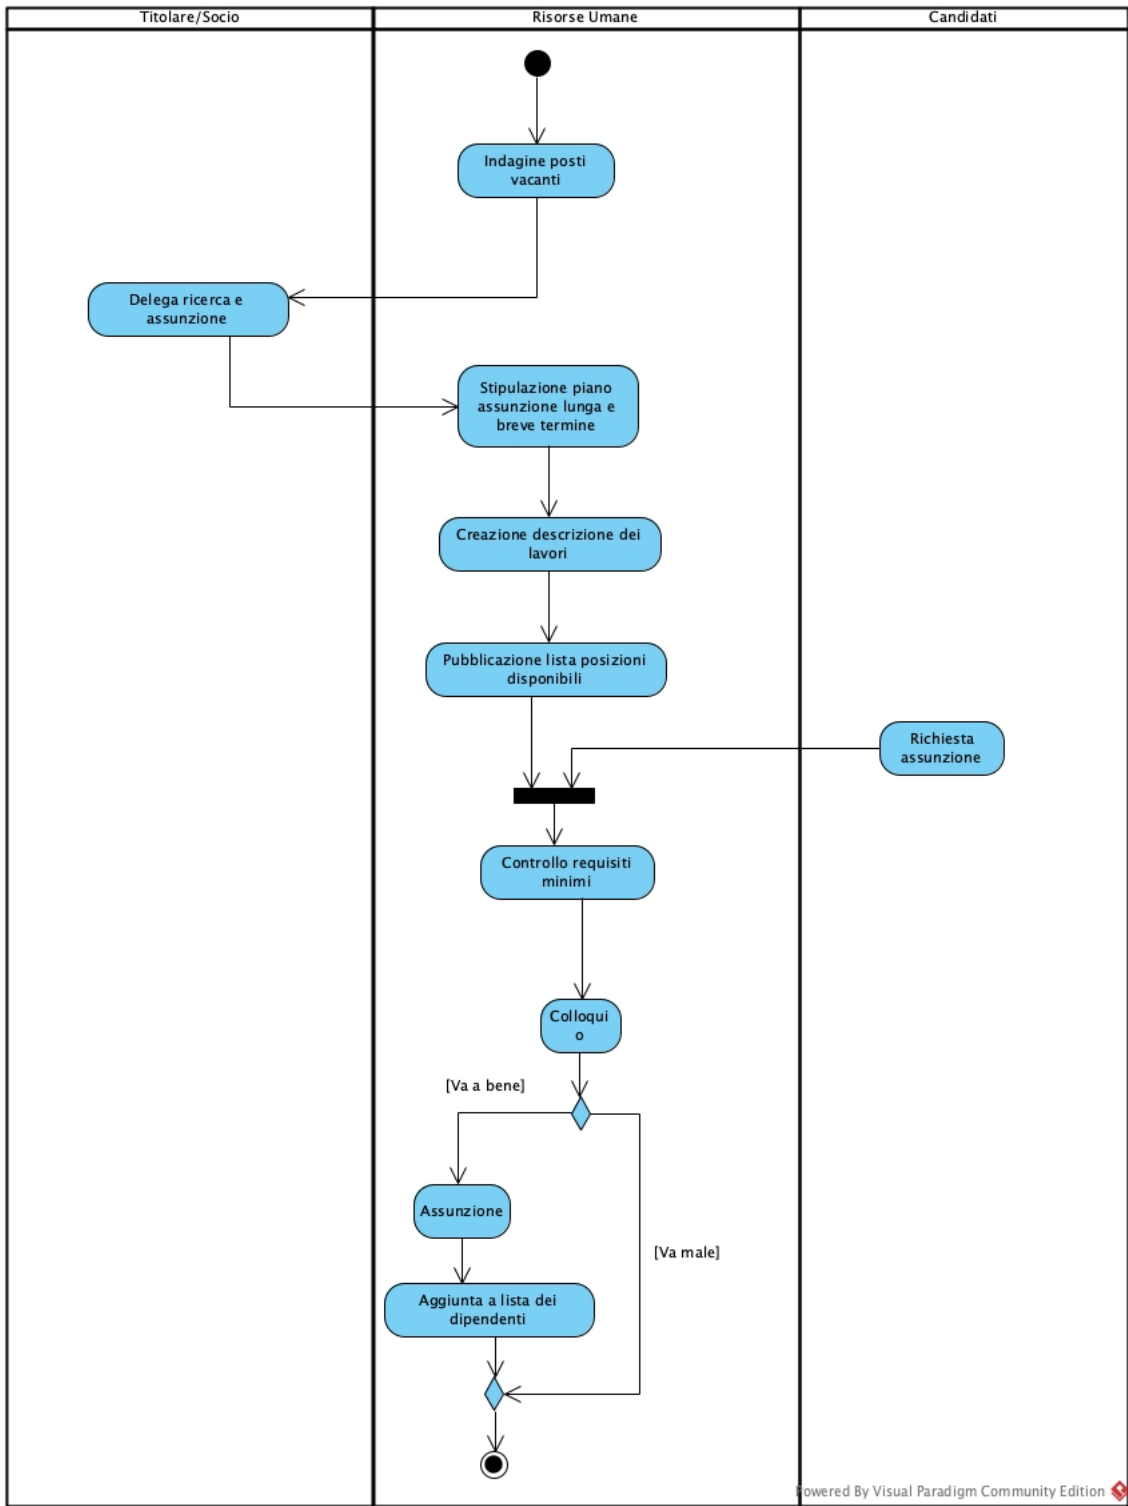 Titolare/Socio
Risorse Umane
Candidati
Indagine posti
vacanti
Delega ricerca e
assunzione
Stipulazione piano
assunzione lunga e
breve termine
Creazione descrizione dei
lavori
Pubblicazione lista posizioni
disponibili
Richiesta
assunzione
Controllo requisiti
minimi
Colloqui
o
[Va a bene]
Assunzione
[Va male]
Aggiunta a lista dei
dipendenti
Powered By Visual Paradigm Community Edition